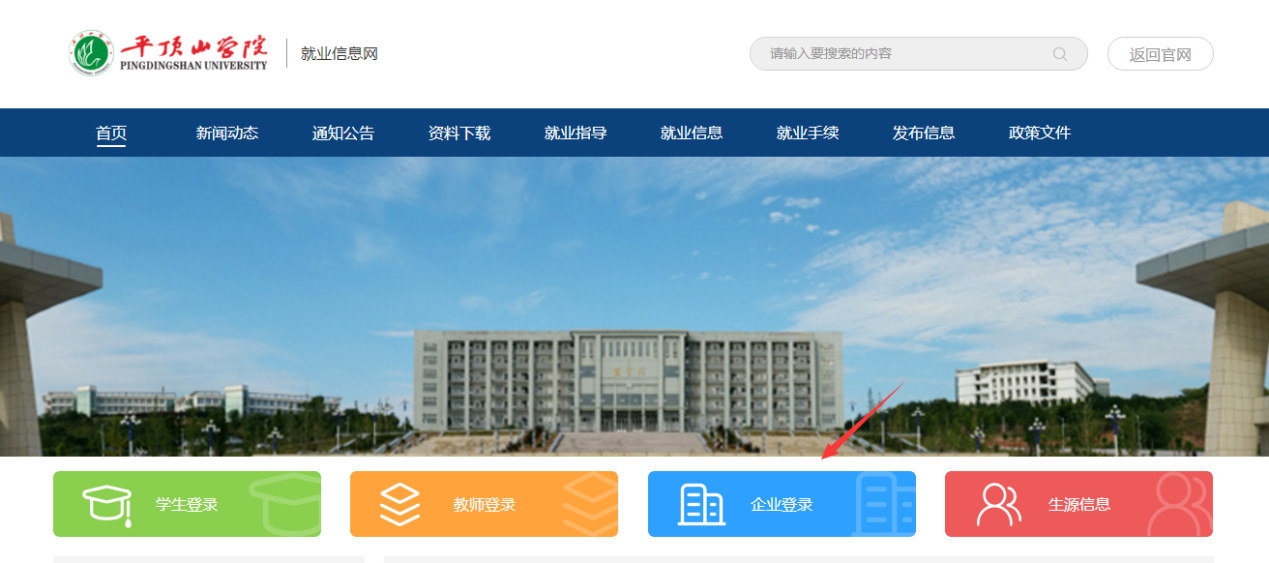 平顶山学院
PINGDINGSHAN UNIVERSITY
就业信息网
请输入要搜索的内容
返回官网
首页 新闻动态 通知公告 资料下载 就业指导 就业信息 就业手续 发布信息 政策文件
学生登录 教师登录 企业登录 生源信息